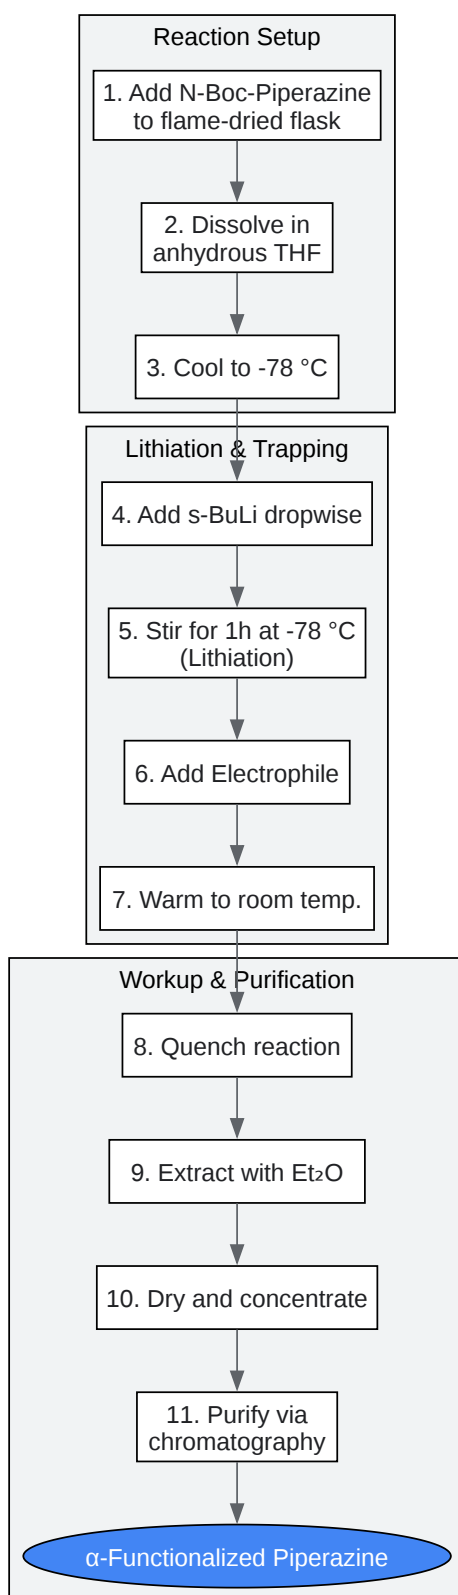 Reaction Setup
1. Add N-Boc-Piperazine
to flame-dried flask
2. Dissolve in
anhydrous THF
3. Cool to -78 °C
Lithiation & Trapping
4. Add s-BuLi dropwise
5. Stir for 1h at -78 °C
(Lithiation)
6. Add Electrophile
7. Warm to room temp.
Workup & Purification
8. Quench reaction
9. Extract with Et₂O
10. Dry and concentrate
11. Purify via
chromatography
α-Functionalized Piperazine